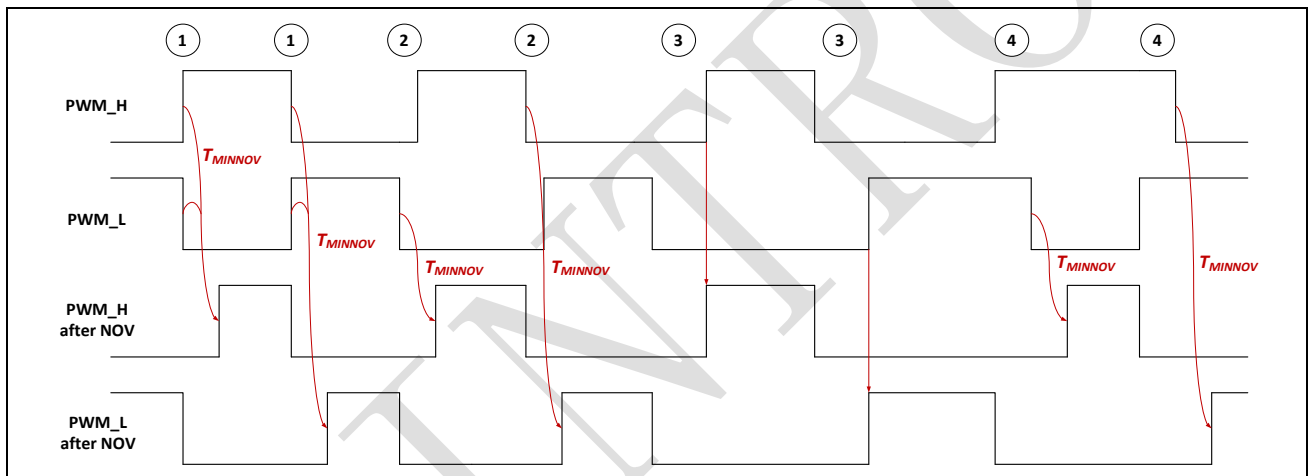 1 1 2 2 3 3 4 4
PWM_H
T_MINNOV
PWM_L
T_MINNOV
T_MINNOV T_MINNOV T_MINNOV T_MINNOV
PWM_H
after NOV
PWM_L
after NOV
INTRO